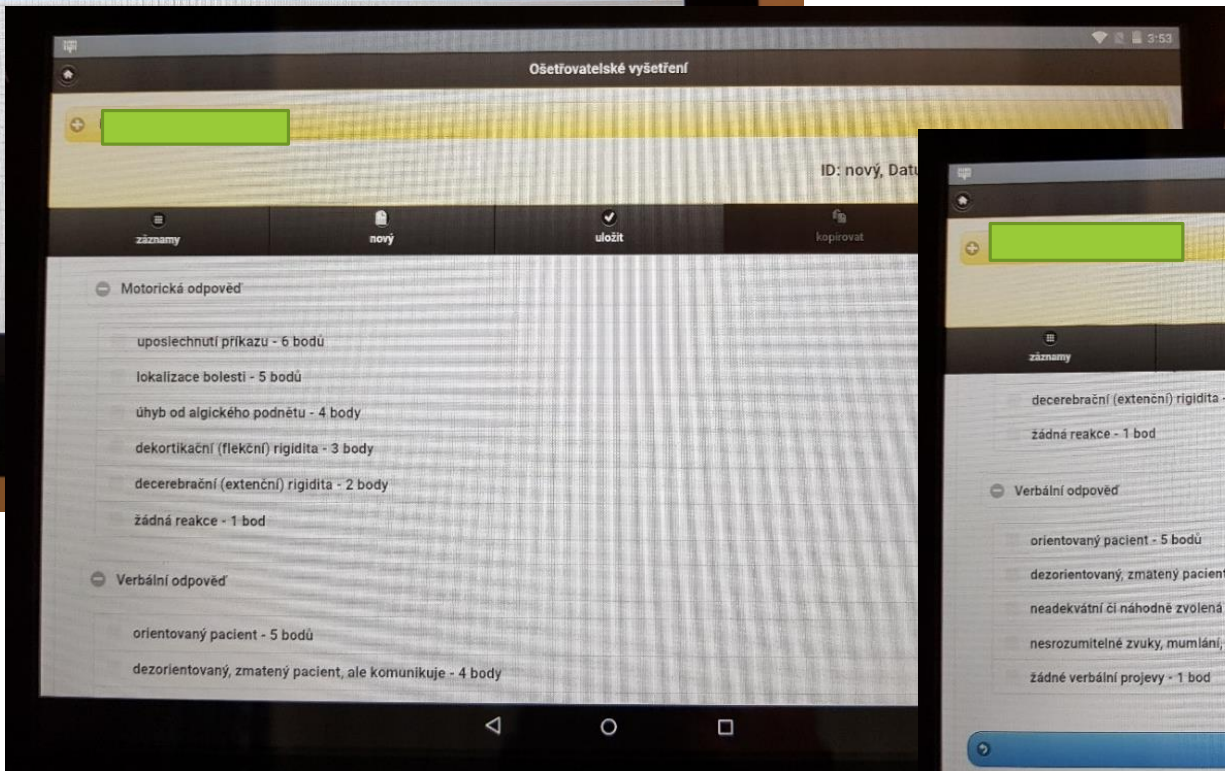 3:53
Ošetřovatelské vyšetření
ID: nový, Datu
záznamy
nový
uložit
kopírovat
Motorická odpověď
uposlechnutí příkazu - 6 bodů
lokalizace bolesti - 5 bodů
úhyb od algického podnětu - 4 body
dekortikační (flekční) rigidita - 3 body
decerebrační (extenční) rigidita - 2 body
žádná reakce - 1 bod
Verbální odpověď
orientovaný pacient - 5 bodů
dezorientovaný, zmatený pacient, ale komunikuje - 4 body
záznamy
decerebrační (extenční) rigidita -
žádná reakce - 1 bod
Verbální odpověď
orientovaný pacient - 5 bodů
dezorientovaný, zmatený pacient
neadekvátní či náhodně zvolená
nesrozumitelné zvuky, mumlání,
žádné verbální projevy - 1 bod